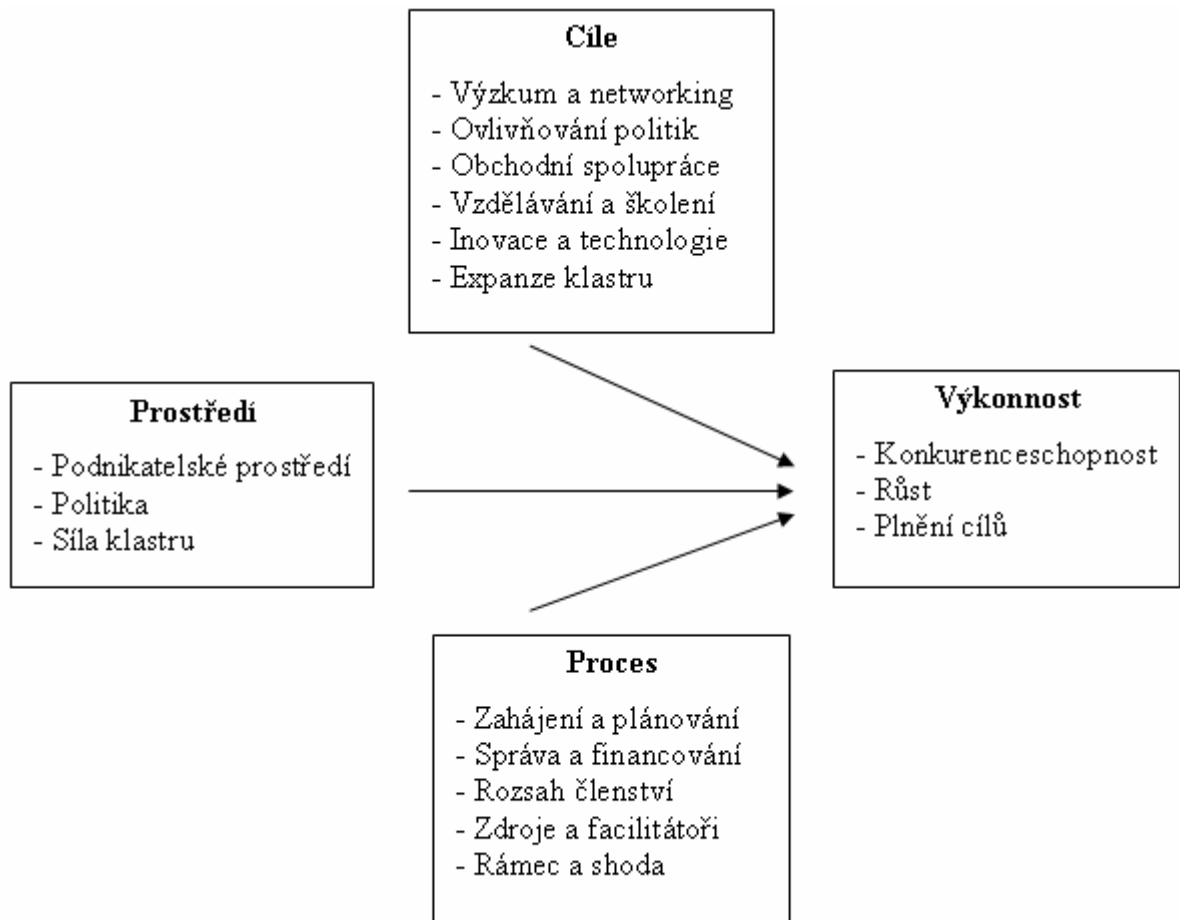 Cíle
- Výzkum a networking
- Ovlivňování politik
- Obchodní spolupráce
- Vzdělávání a školení
- Inovace a technologie
- Expanze klastru
Prostředí
- Podnikatelské prostředí
- Politika
- Síla klastru
Výkonnost
- Konkurenceschopnost
- Růst
- Plnění cílů
Proces
- Zahájení a plánování
- Správa a financování
- Rozsah členství
- Zdroje a facilitátoři
- Rámec a shoda